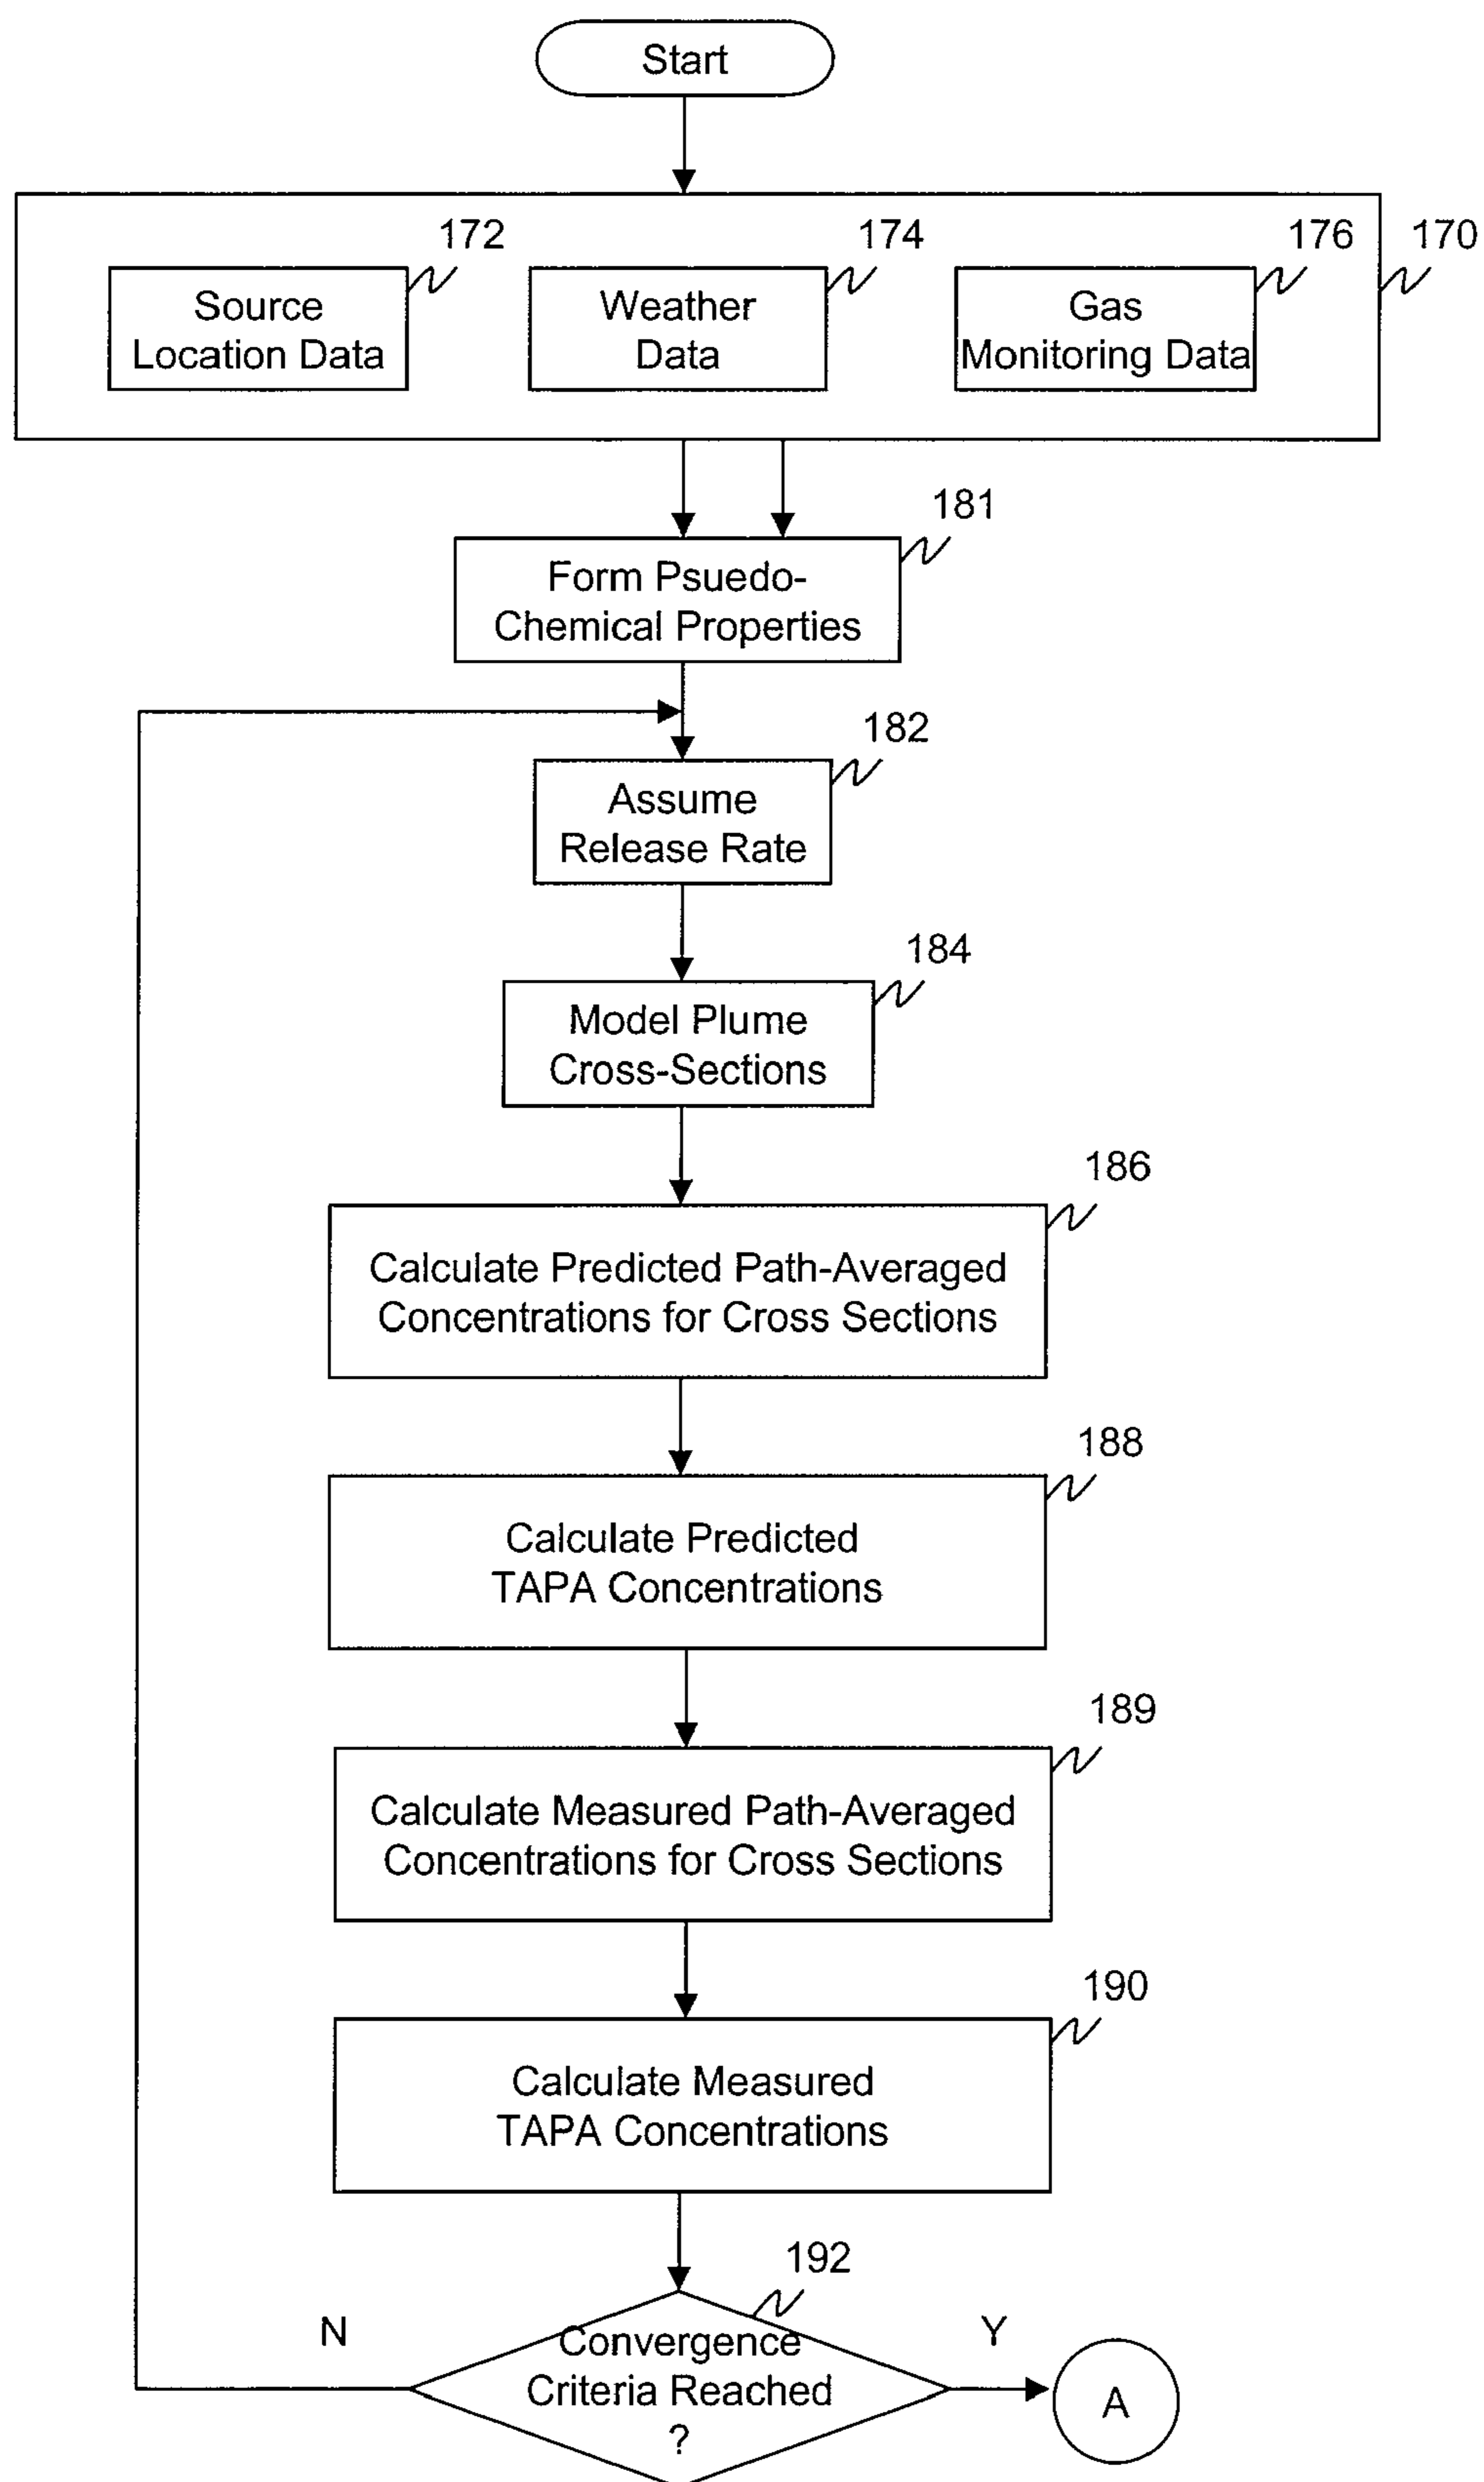 Start
172
174
176
170
Source
Location Data
Weather
Data
Gas
Monitoring Data
181
Form Psuedo-
Chemical Properties
182
Assume
Release Rate
184
Model Plume
Cross-Sections
186
Calculate Predicted Path-Averaged
Concentrations for Cross Sections
188
Calculate Predicted
TAPA Concentrations
189
Calculate Measured Path-Averaged
Concentrations for Cross Sections
190
Calculate Measured
TAPA Concentrations
192
N
Y
Convergence
Criteria Reached
?
A